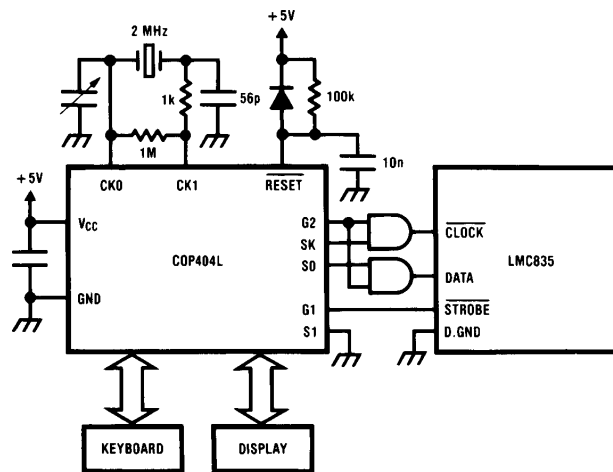 +5V
2 MHz
1k
56p
100k
1M
10n
+5V
CK0
CK1
RESET
VCC
G2
SK
SO
CLOCK
COP404L
LMC835
DATA
GND
G1
STROBE
S1
D.GND
KEYBOARD
DISPLAY